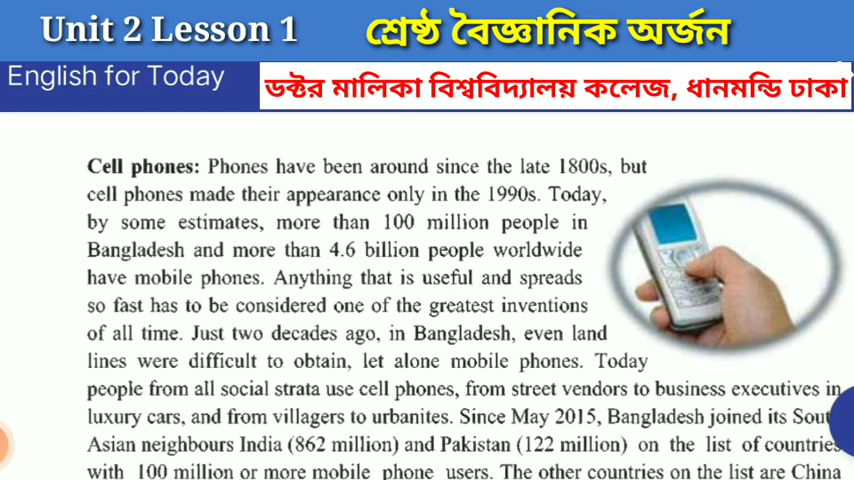 Unit 2 Lesson 1 শ্রেষ্ঠ বৈজ্ঞানিক অর্জন
English for Today
ডক্টর মালিকা বিশ্ববিদ্যালয় কলেজ, ধানমন্ডি ঢাকা
Cell phones: Phones have been around since the late 1800s, but
cell phones made their appearance only in the 1990s. Today,
by some estimates, more than 100 million people in
Bangladesh and more than 4.6 billion people worldwide
have mobile phones. Anything that is useful and spreads
so fast has to be considered one of the greatest inventions
of all time. Just two decades ago, in Bangladesh, even land
lines were difficult to obtain, let alone mobile phones. Today
people from all social strata use cell phones, from street vendors to business executives in
luxury cars, and from villagers to urbanites. Since May 2015, Bangladesh joined its
Asian neighbours India (862 million) and Pakistan (122 million) on the list of countries
with 100 million or more mobile phone users. The other countries on the list are China